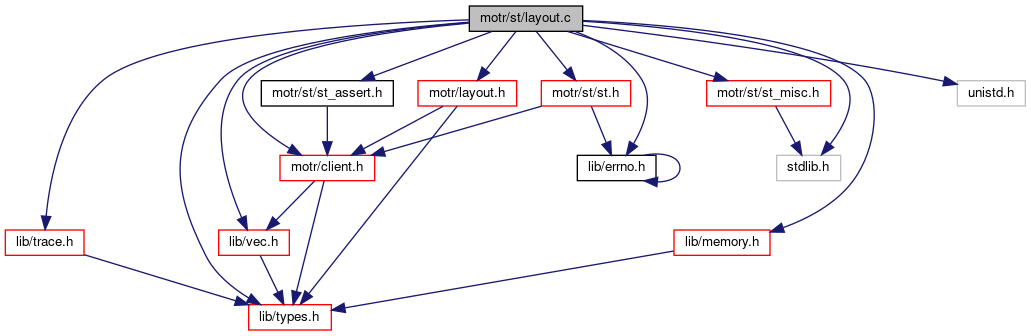 motr/st/layout.c
motr/st/st_assert.h
motr/layout.h
motr/st/st.h
motr/st/st_misc.h
unistd.h
motr/client.h
lib/errno.h
stdlib.h
lib/trace.h
lib/vec.h
lib/memory.h
lib/types.h